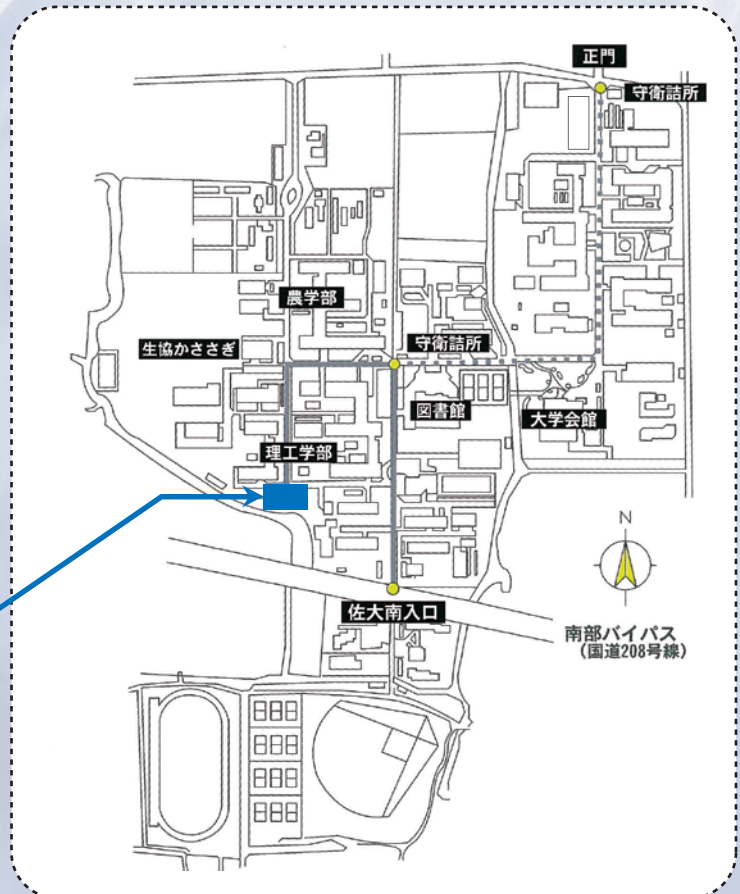 正門
守衛詰所
農学部
生協かささぎ
守衛詰所
図書館
大学会館
理工学部
N
佐大南入口
南部バイパス
(国道208号線)